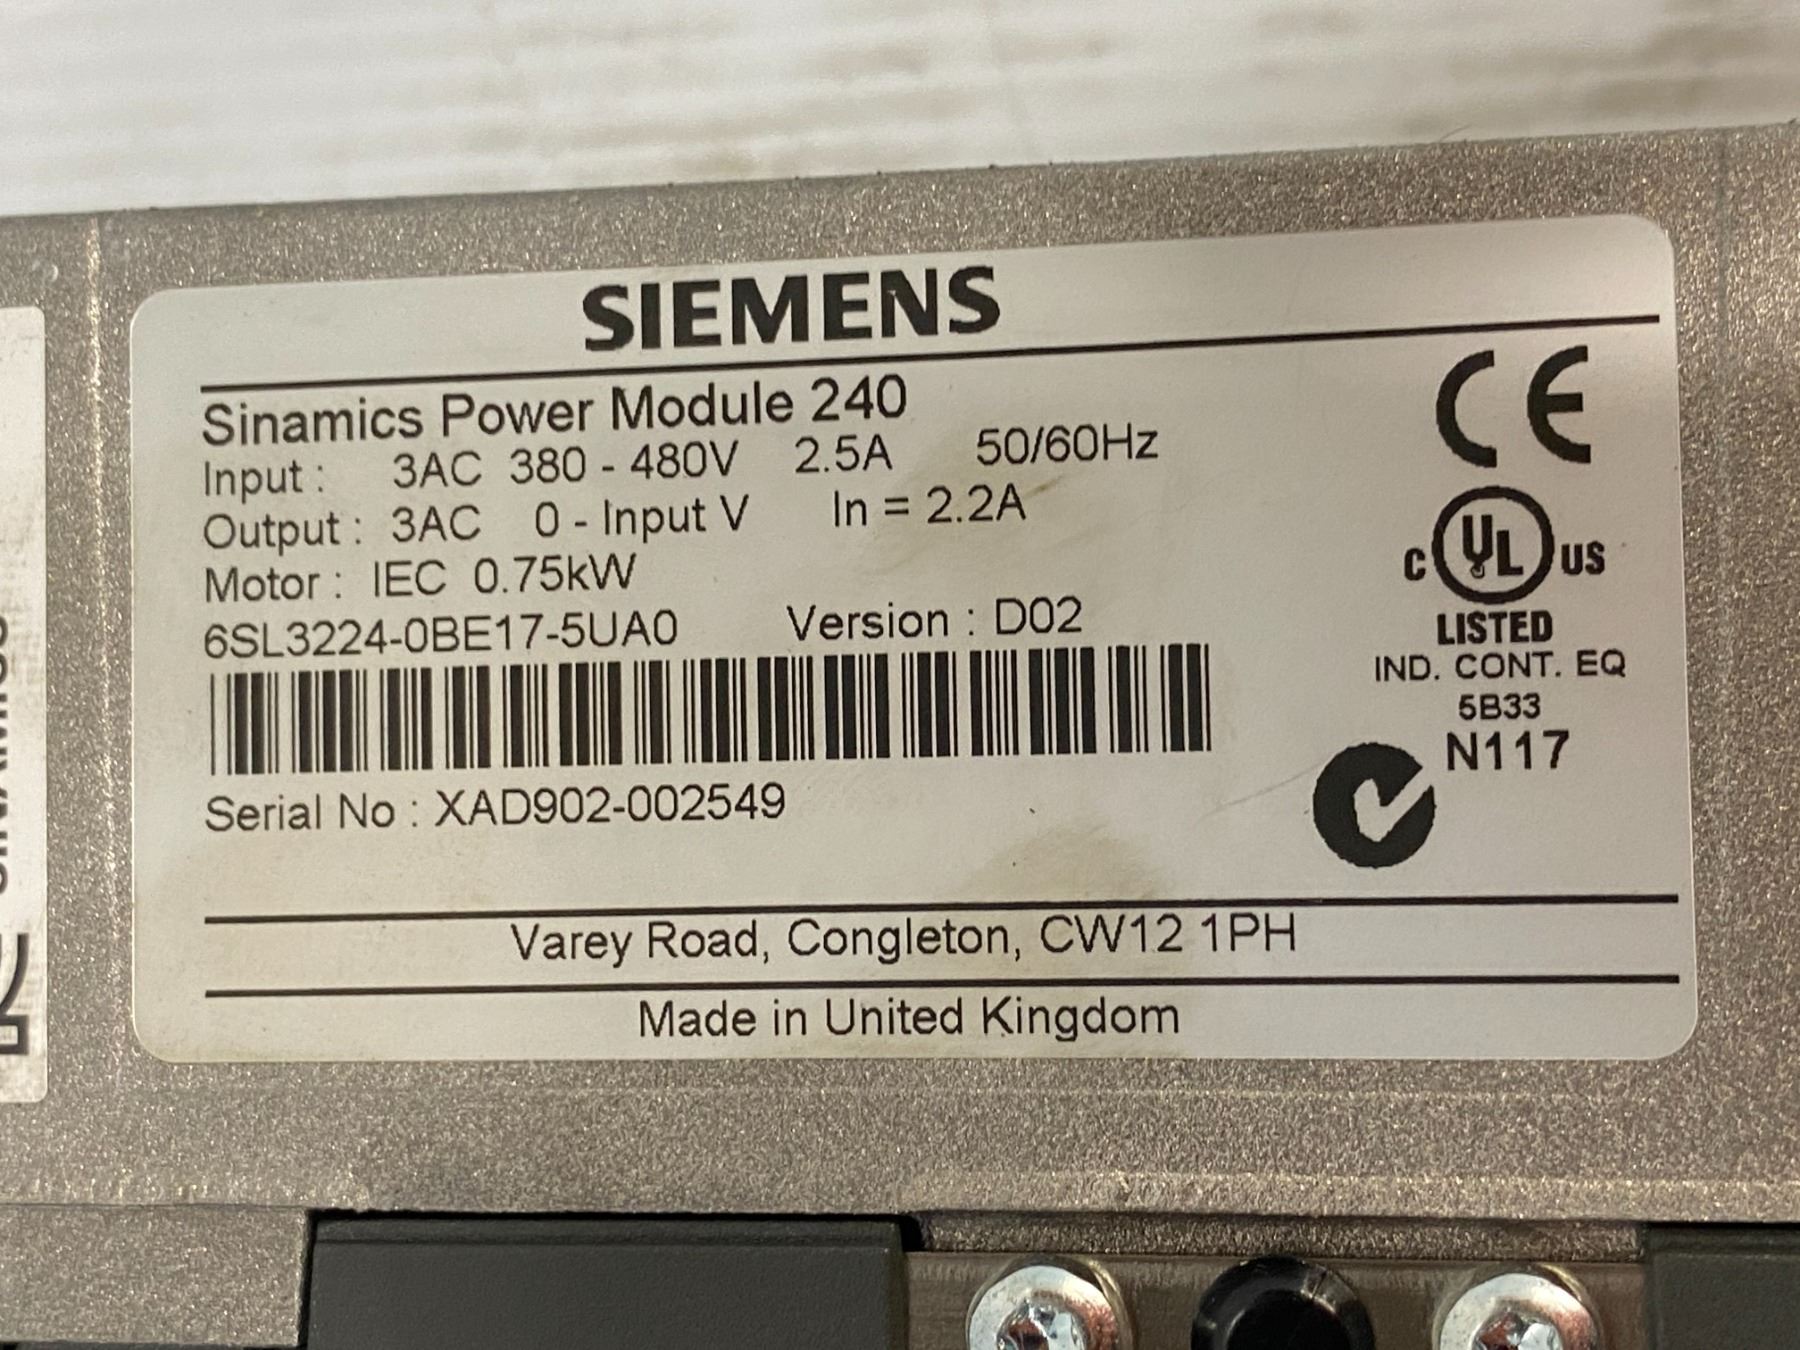 SIEMENS
Sinamics Power Module 240
Input : 3AC 380 - 480V 2.5A 50/60Hz
Output : 3AC 0 - Input V In = 2.2A
Motor : IEC 0.75kW
6SL3224-0BE17-5UA0 Version : D02
Serial No : XAD902-002549
CE
C UL US
LISTED
IND. CONT. EQ
5B33
N117
Varey Road, Congleton, CW12 1PH
Made in United Kingdom